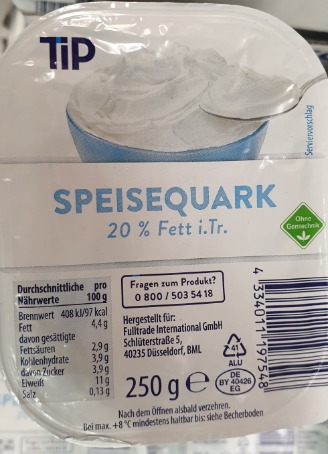 TiP
Serviervorschlag
SPEISEQUARK
20 % Fett i.Tr.
Ohne
Gentechnik
Durchschnittliche pro
Nährwerte 100 g
Brennwert 408 kJ/97 kcal
Fett 4,4 g
davon gesättigte
Fettsäuren 2,9 g
Kohlenhydrate 3,9 g
davon Zucker 3,9 g
Eiweiß 11 g
Salz 0,13 g
Fragen zum Produkt?
0 800 / 503 54 18
Hergestellt für:
Fulltrade International GmbH
Schlüterstraße 5,
40235 Düsseldorf, BML
250 g e
41
ALU
DE
BY 40426
EG
4 334011 197548
Nach dem Öffnen alsbald verzehren.
Bei max. +8 °C mindestens haltbar bis: siehe Becherboden